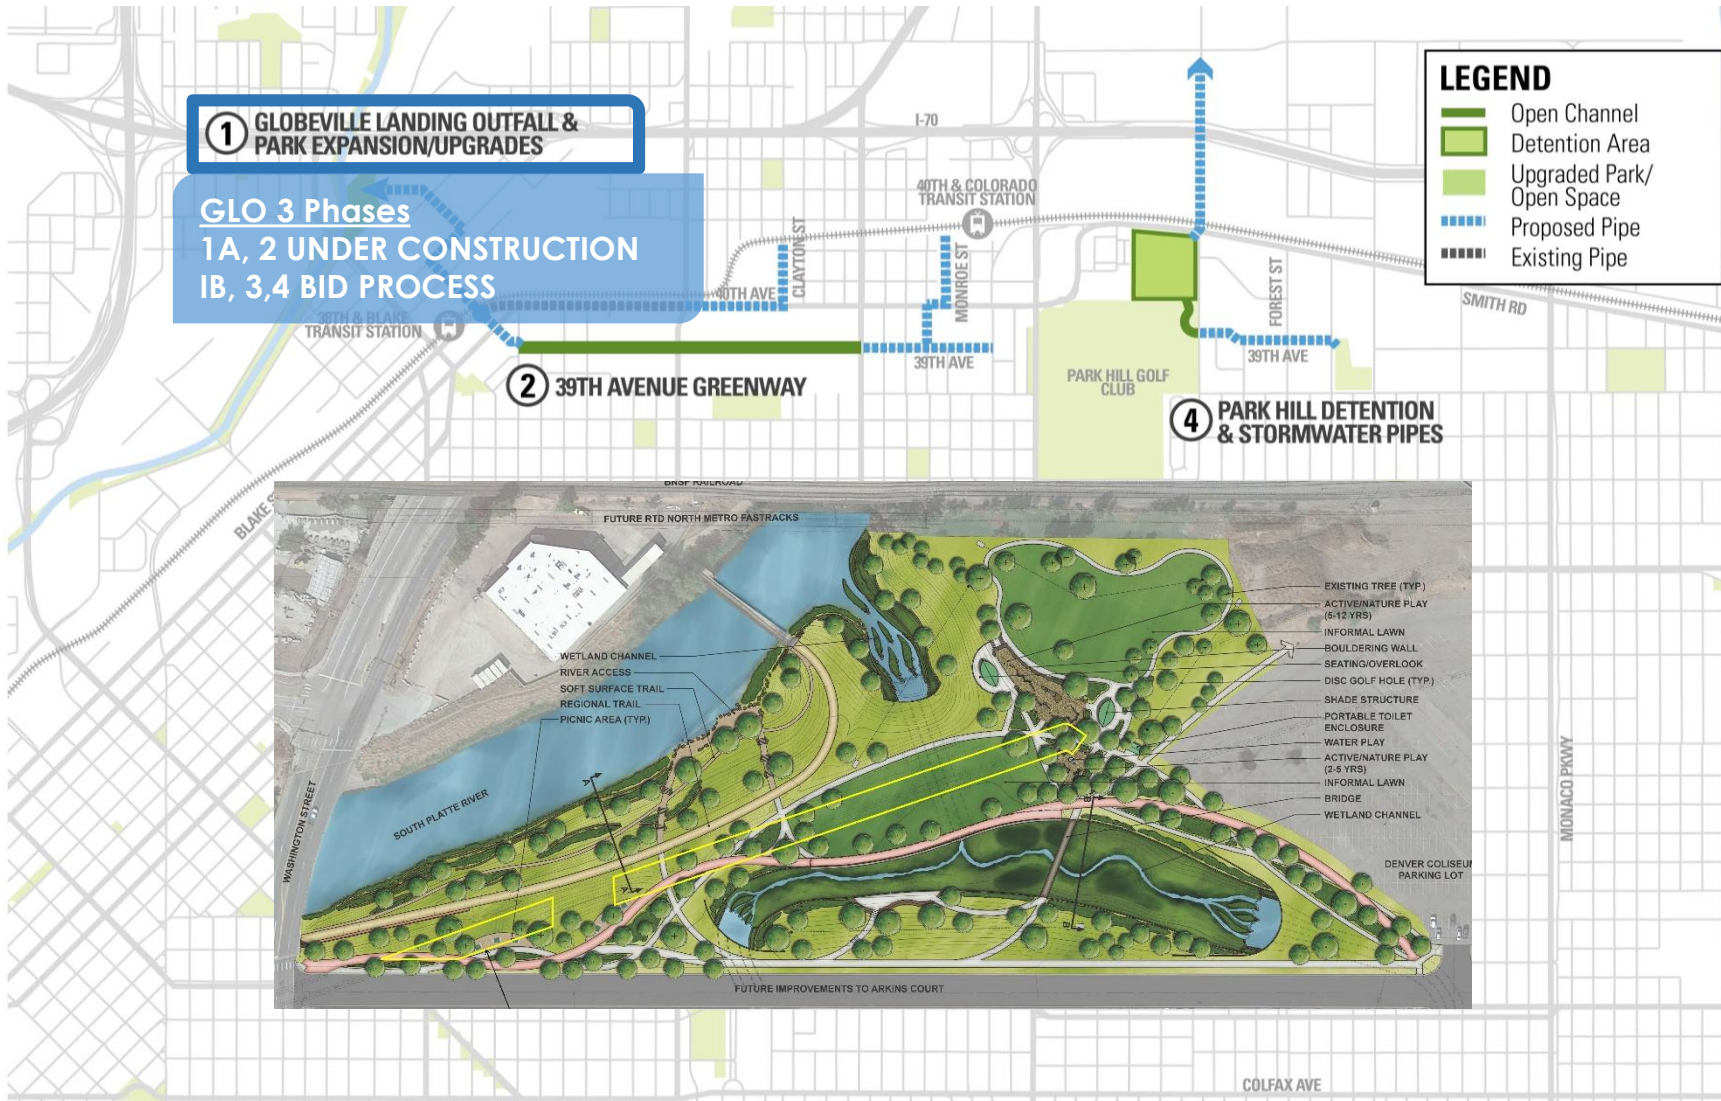 1
GLOBEVILLE LANDING OUTFALL &
PARK EXPANSION/UPGRADES
GLO 3 Phases
1A, 2 UNDER CONSTRUCTION
IB, 3,4 BID PROCESS
I-70
LEGEND
Open Channel
Detention Area
Upgraded Park/
Open Space
Proposed Pipe
Existing Pipe
40TH & COLORADO
TRANSIT STATION
CLAYTON ST
MONROE ST
FOREST ST
SMITH RD
40TH AVE
38TH & BLAKE
TRANSIT STATION
39TH AVE
39TH AVE
2
39TH AVENUE GREENWAY
PARK HILL GOLF
CLUB
4
PARK HILL DETENTION
& STORMWATER PIPES
BLAKE S
BNSF RAILROAD
FUTURE RTD NORTH METRO FASTRACKS
WETLAND CHANNEL
RIVER ACCESS
SOFT SURFACE TRAIL
REGIONAL TRAIL
PICNIC AREA (TYP.)
EXISTING TREE (TYP.)
ACTIVE/NATURE PLAY
(5-12 YRS)
INFORMAL LAWN
BOULDERING WALL
SEATING/OVERLOOK
DISC GOLF HOLE (TYP.)
SHADE STRUCTURE
PORTABLE TOILET
ENCLOSURE
WATER PLAY
ACTIVE/NATURE PLAY
(2-5 YRS)
INFORMAL LAWN
BRIDGE
WETLAND CHANNEL
SOUTH PLATTE RIVER
WASHINGTON STREET
A
A
B
B
DENVER COLISEUM
PARKING LOT
FUTURE IMPROVEMENTS TO ARKINS COURT
MONACO PKWY
COLFAX AVE